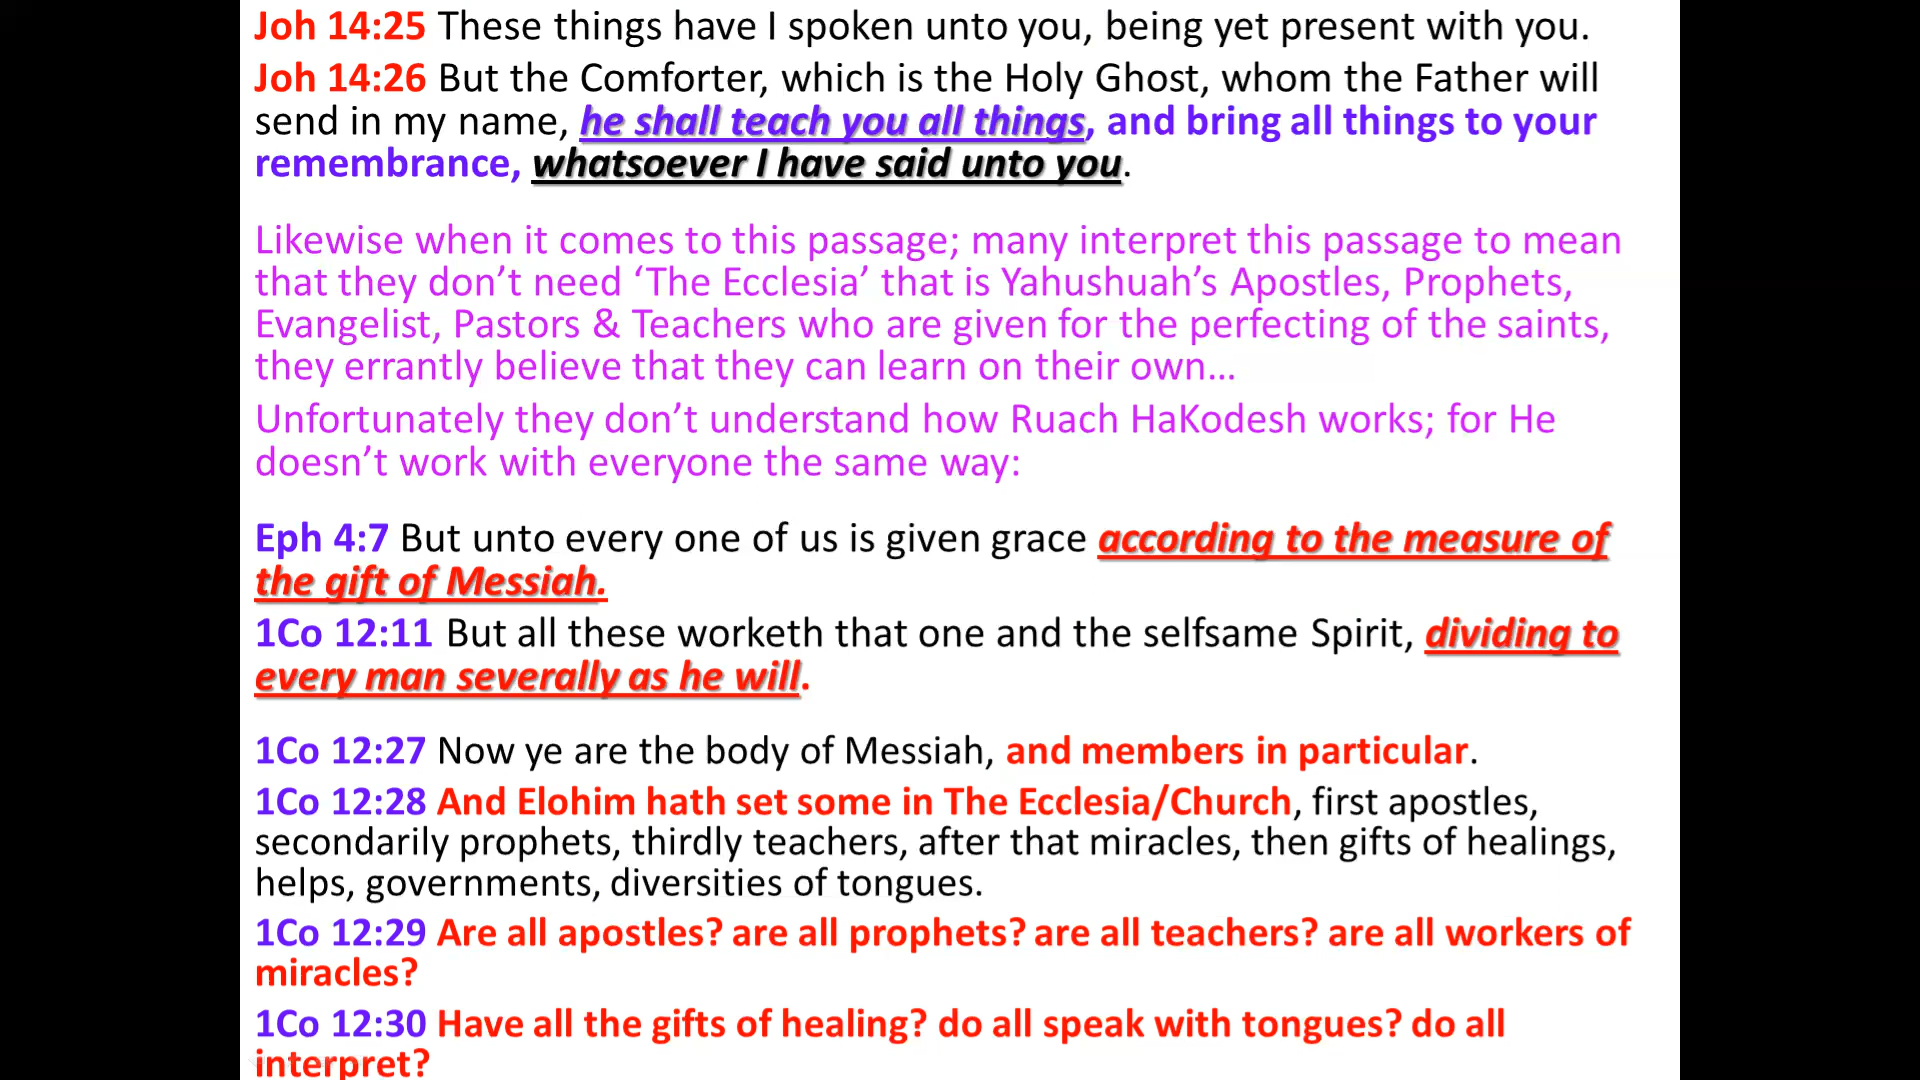 Joh 14:25 These things have I spoken unto you, being yet present with you.
Joh 14:26 But the Comforter, which is the Holy Ghost, whom the Father will
send in my name, he shall teach you all things, and bring all things to your
remembrance, whatsoever I have said unto you.
Likewise when it comes to this passage; many interpret this passage to mean
that they don’t need ‘The Ecclesia’ that is Yahushuah’s Apostles, Prophets,
Evangelist, Pastors & Teachers who are given for the perfecting of the saints,
they errantly believe that they can learn on their own…
Unfortunately they don’t understand how Ruach HaKodesh works; for He
doesn’t work with everyone the same way:
Eph 4:7 But unto every one of us is given grace according to the measure of
the gift of Messiah.
1Co 12:11 But all these worketh that one and the selfsame Spirit, dividing to
every man severally as he will.
1Co 12:27 Now ye are the body of Messiah, and members in particular.
1Co 12:28 And Elohim hath set some in The Ecclesia/Church, first apostles,
secondarily prophets, thirdly teachers, after that miracles, then gifts of healings,
helps, governments, diversities of tongues.
1Co 12:29 Are all apostles? are all prophets? are all teachers? are all workers of
miracles?
1Co 12:30 Have all the gifts of healing? do all speak with tongues? do all
interpret?